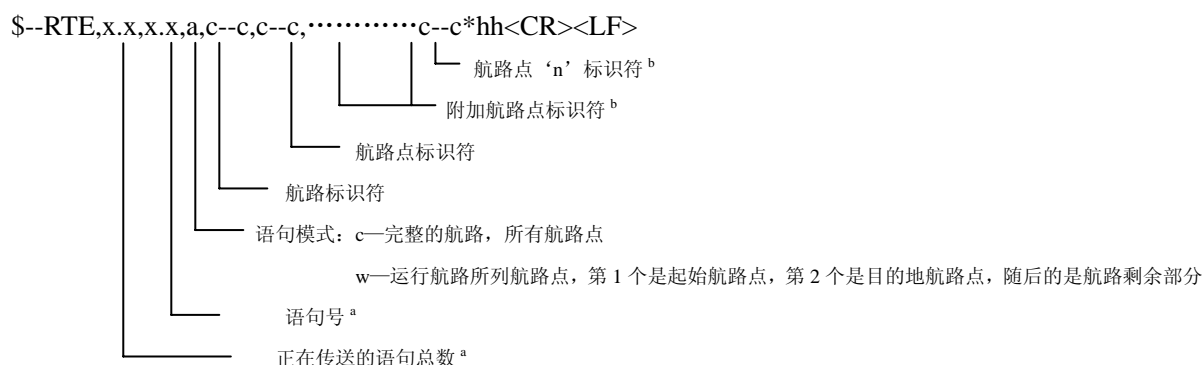 $--RTE,x.x,x.x,a,c--c,c--c,…………c--c*hh<CR><LF>
航路点‘n’标识符 b
附加航路点标识符 b
航路点标识符
航路标识符
语句模式：c—完整的航路，所有航路点
w—运行航路所列航路点，第 1 个是起始航路点，第 2 个是目的地航路点，随后的是航路剩余部分
语句号 a
正在传送的语句总数 a